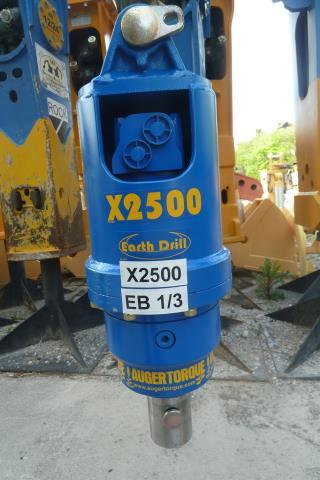 X2500
Earth Drill
X2500
EB 1/3
! AUGERTORQUE !
www.augertorque.com